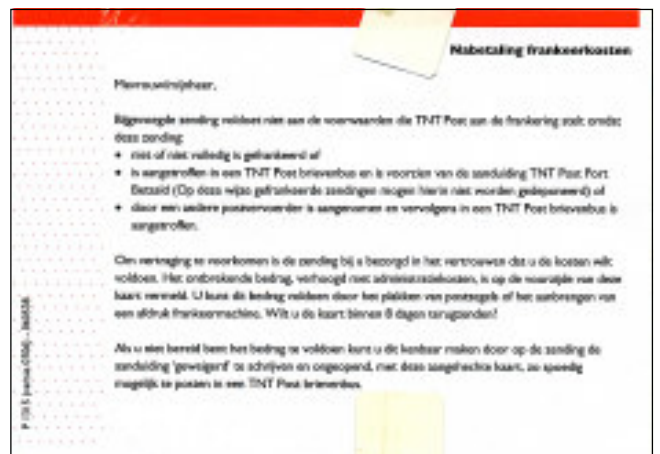 Nabetaling frankeerkosten
Mevrouw/mijnheer,
Bijgevoegde zending voldoet niet aan de voorwaarden die TNT Post aan de frankering stelt omdat
deze zending:
• niet of niet volledig is gefrankeerd of
• is aangetroffen in een TNT Post brievenbus en is voorzien van de aanduiding TNT Post Port
Betaald (Op deze wijze gefrankeerde zendingen mogen hierin niet worden gedeponeerd) of
• door een andere postvervoerder is aangenomen en vervolgens in een TNT Post brievenbus is
aangetroffen.
Om vertraging te voorkomen is de zending bij u bezorgd in het vertrouwen dat u de kosten wilt
voldoen. Het ontbrekende bedrag, verhoogd met administratiekosten, is op de voorzijde van deze
kaart vermeld. U kunt dit bedrag voldoen door het plakken van postzegels of het aanbrengen van
een afdruk frankeermachine. Wilt u de kaart binnen 8 dagen terugzenden?
Als u niet bereid bent het bedrag te voldoen kunt u dit kenbaar maken door op de zending de
aanduiding 'geweigerd' te schrijven en ongeopend, met deze aangehechte kaart, zo spoedig
mogelijk te posten in een TNT Post brievenbus.